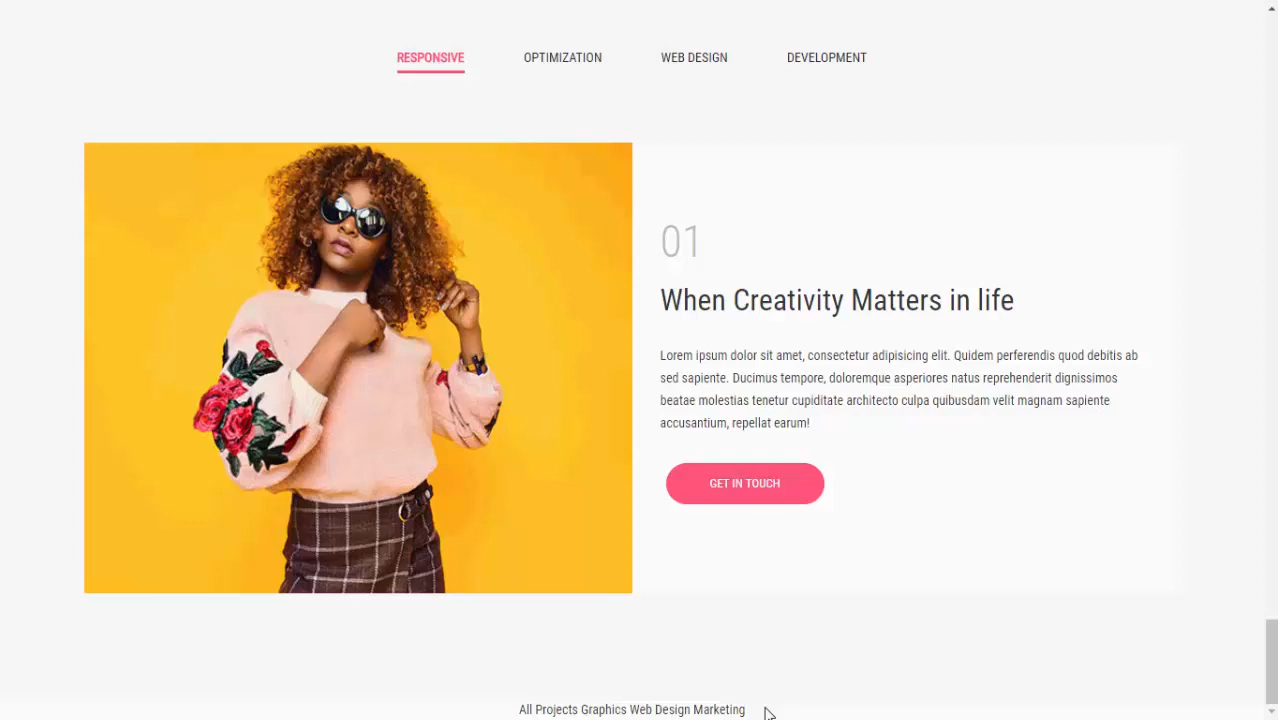 RESPONSIVE OPTIMIZATION WEB DESIGN DEVELOPMENT
01
When Creativity Matters in life
Lorem ipsum dolor sit amet, consectetur adipisicing elit. Quidem perferendis quod debitis ab
sed sapiente. Ducimus tempore, doloremque asperiores natus reprehenderit dignissimos
beatae molestias tenetur cupiditate architecto culpa quibusdam velit magnam sapiente
accusantium, repellat earum!
GET IN TOUCH
All Projects Graphics Web Design Marketing